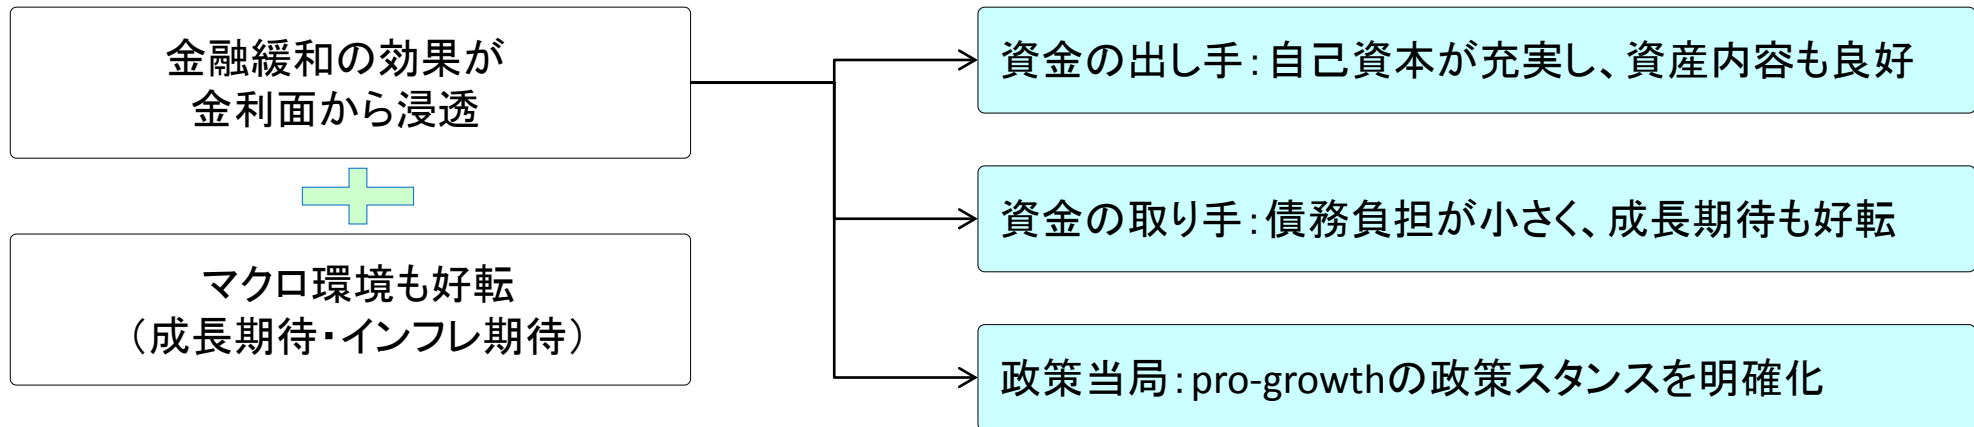 金融緩和の効果が
金利面から浸透
マクロ環境も好転
（成長期待・インフレ期待）
資金の出し手：自己資本が充実し、資産内容も良好
資金の取り手：債務負担が小さく、成長期待も好転
政策当局：pro-growthの政策スタンスを明確化